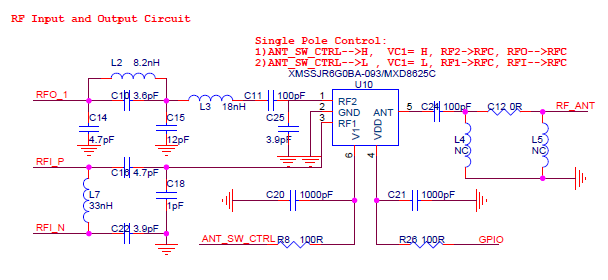 RF Input and Output Circuit
Single Pole Control:
1)ANT_SW_CTRL-->H, VC1= H, RF2->RFC, RFO-->RFC
2)ANT_SW_CTRL-->L , VC1= L, RF1->RFC, RFI-->RFC
XMSSJR6G0BA-093/MXD8625C
U10
L2 8.2nH
RFO_1
C10 3.6pF
L3 18nH
C11 100pF
1 RF2
2 GND
3 RF1
ANT 5
V1
VDD
6
4
C24 100pF
C12 0R
RF_ANT
C14
4.7pF
C15
12pF
C25
3.9pF
L4
NC
L5
NC
RFI_P
C16 4.7pF
C18
1pF
L7
33nH
RFI_N
C22 3.9pF
C20 1000pF
C21 1000pF
ANT_SW_CTRL R8 100R
R26 100R GPIO